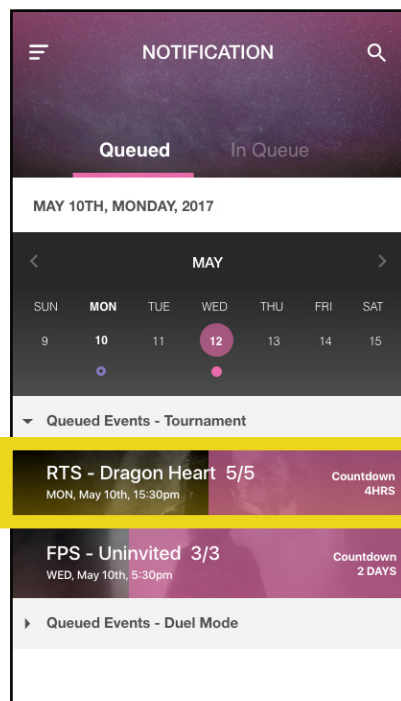 NOTIFICATION
Queued In Queue
MAY 10TH, MONDAY, 2017
MAY
SUN MON TUE WED THU FRI SAT
9 10 11 12 13 14 15
Queued Events - Tournament
RTS - Dragon Heart 5/5
MON, May 10th, 15:30pm
Countdown
4HRS
FPS - Uninvited 3/3
WED, May 10th, 5:30pm
Countdown
2 DAYS
Queued Events - Duel Mode